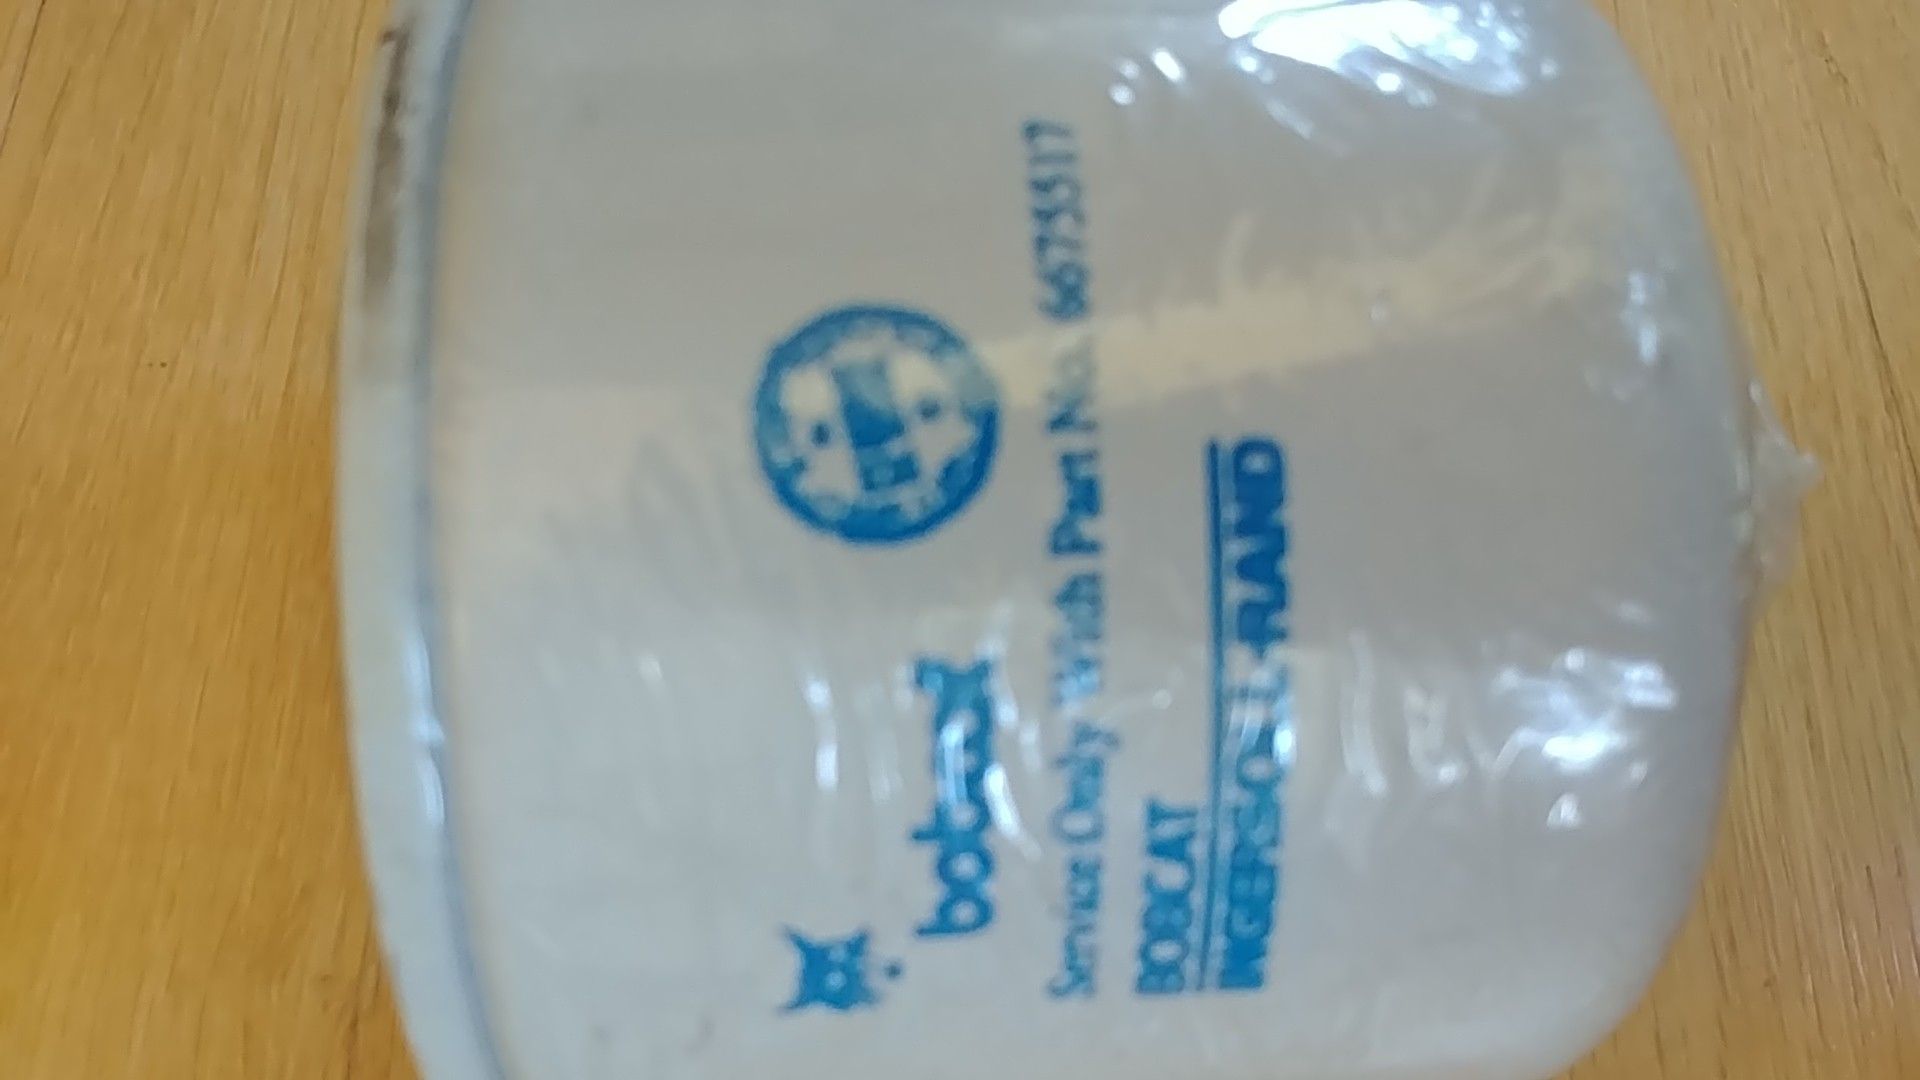 bobcat
Service Only With Part No. 6675517
BOBCAT
INGERSOLL-RAND